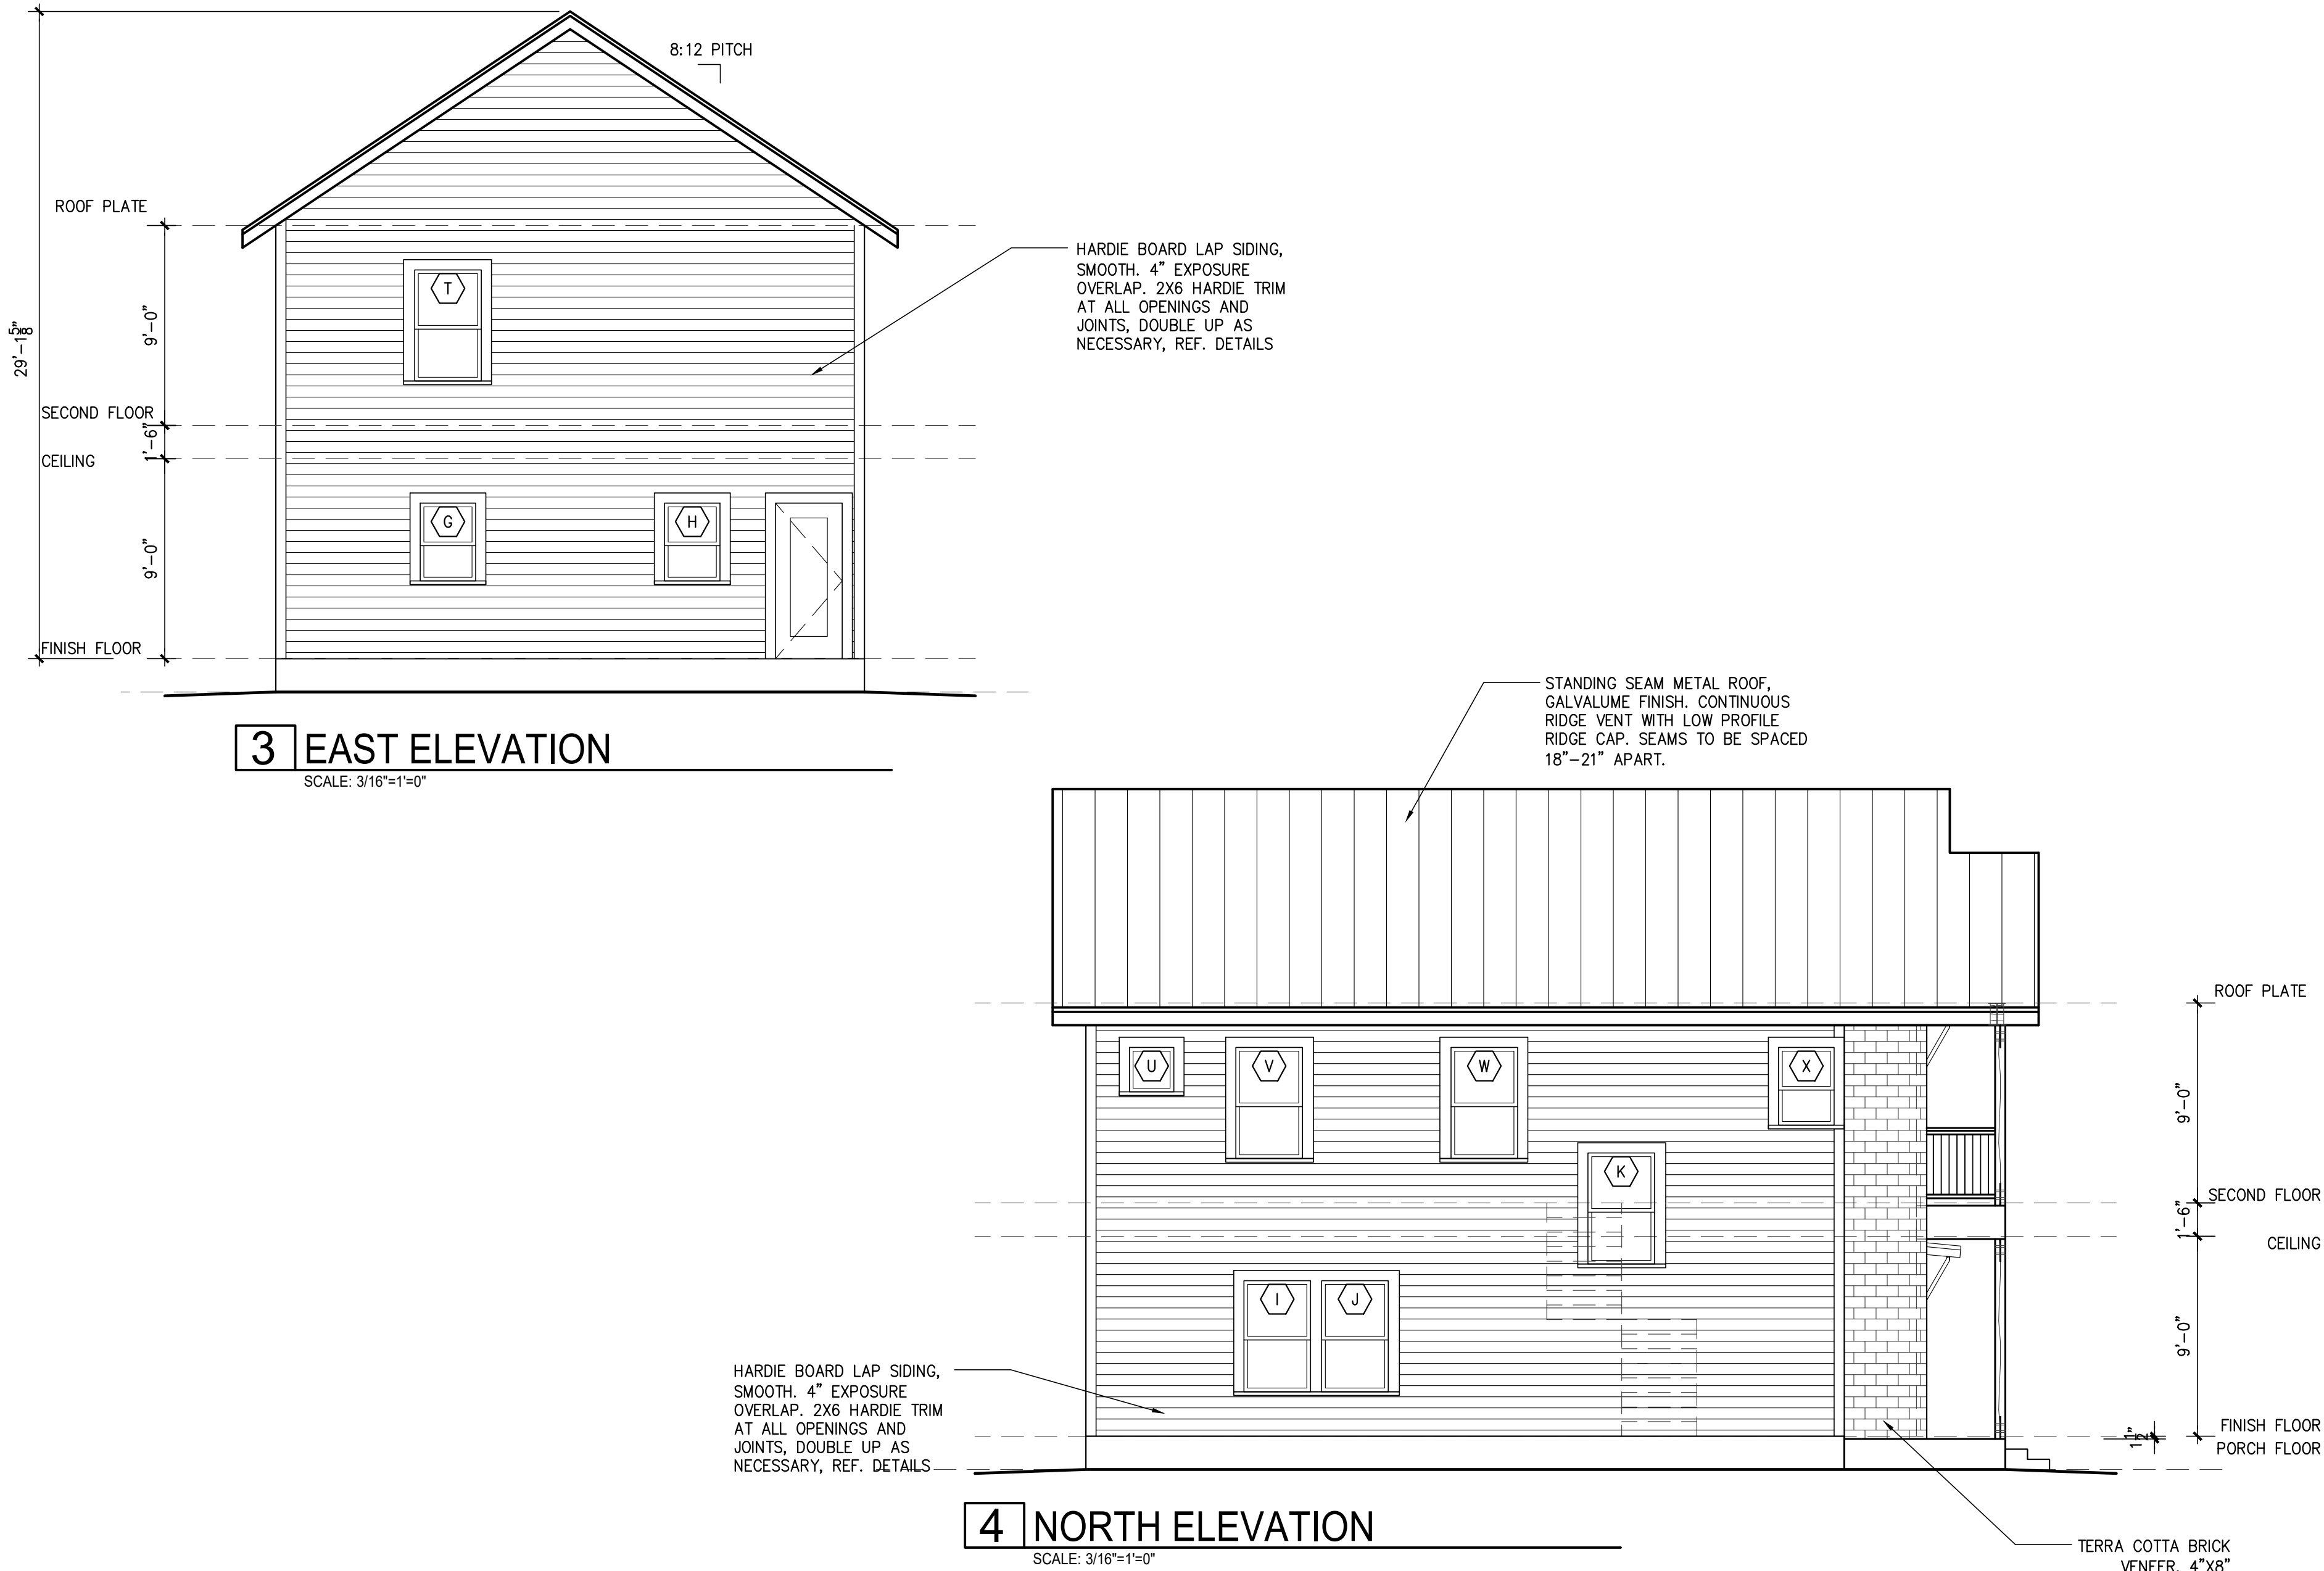 8:12 PITCH
ROOF PLATE
HARDIE BOARD LAP SIDING,
SMOOTH. 4" EXPOSURE
OVERLAP. 2X6 HARDIE TRIM
AT ALL OPENINGS AND
JOINTS, DOUBLE UP AS
NECESSARY, REF. DETAILS
T
9'-0"
29'-1 5/8"
SECOND FLOOR
1'-6"
CEILING
G
H
9'-0"
FINISH FLOOR
3 EAST ELEVATION
SCALE: 3/16"=1'=0"
STANDING SEAM METAL ROOF,
GALVALUME FINISH. CONTINUOUS
RIDGE VENT WITH LOW PROFILE
RIDGE CAP. SEAMS TO BE SPACED
18"-21" APART.
ROOF PLATE
U
V
W
X
9'-0"
K
SECOND FLOOR
1'-6"
CEILING
I
J
9'-0"
HARDIE BOARD LAP SIDING,
SMOOTH. 4" EXPOSURE
OVERLAP. 2X6 HARDIE TRIM
AT ALL OPENINGS AND
JOINTS, DOUBLE UP AS
NECESSARY, REF. DETAILS
FINISH FLOOR
1 1/2"
PORCH FLOOR
4 NORTH ELEVATION
SCALE: 3/16"=1'=0"
TERRA COTTA BRICK
VENEER, 4"X8"